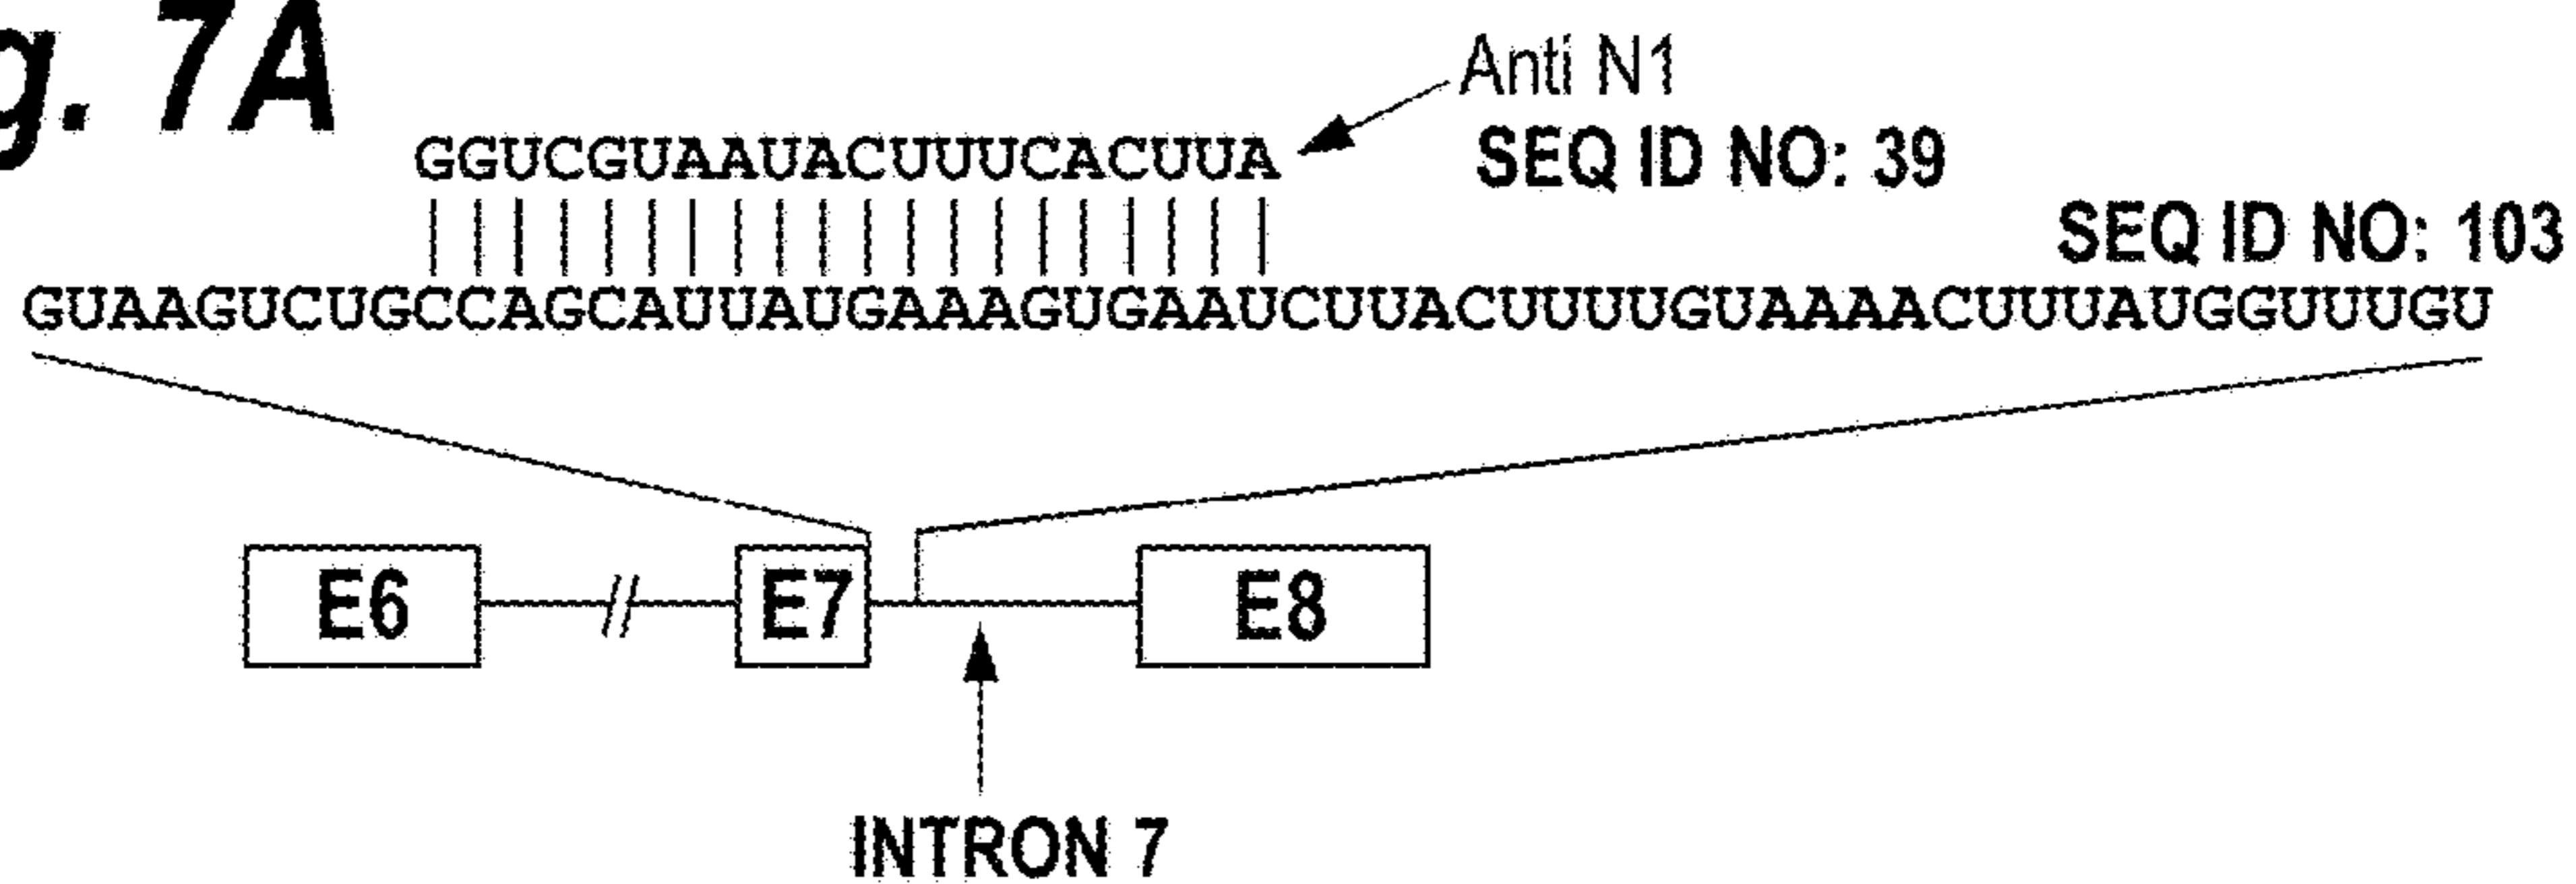 g. 7A
Anti N1
GGUCGUAAUACUUUCACUUA
SEQ ID NO: 39
SEQ ID NO: 103
GUAAGUCUGCCAGCAUUAUGAAAGUGAAUCUUACUUUUGUAAAACUUUAUGGUUUGU
E6
E7
E8
INTRON 7